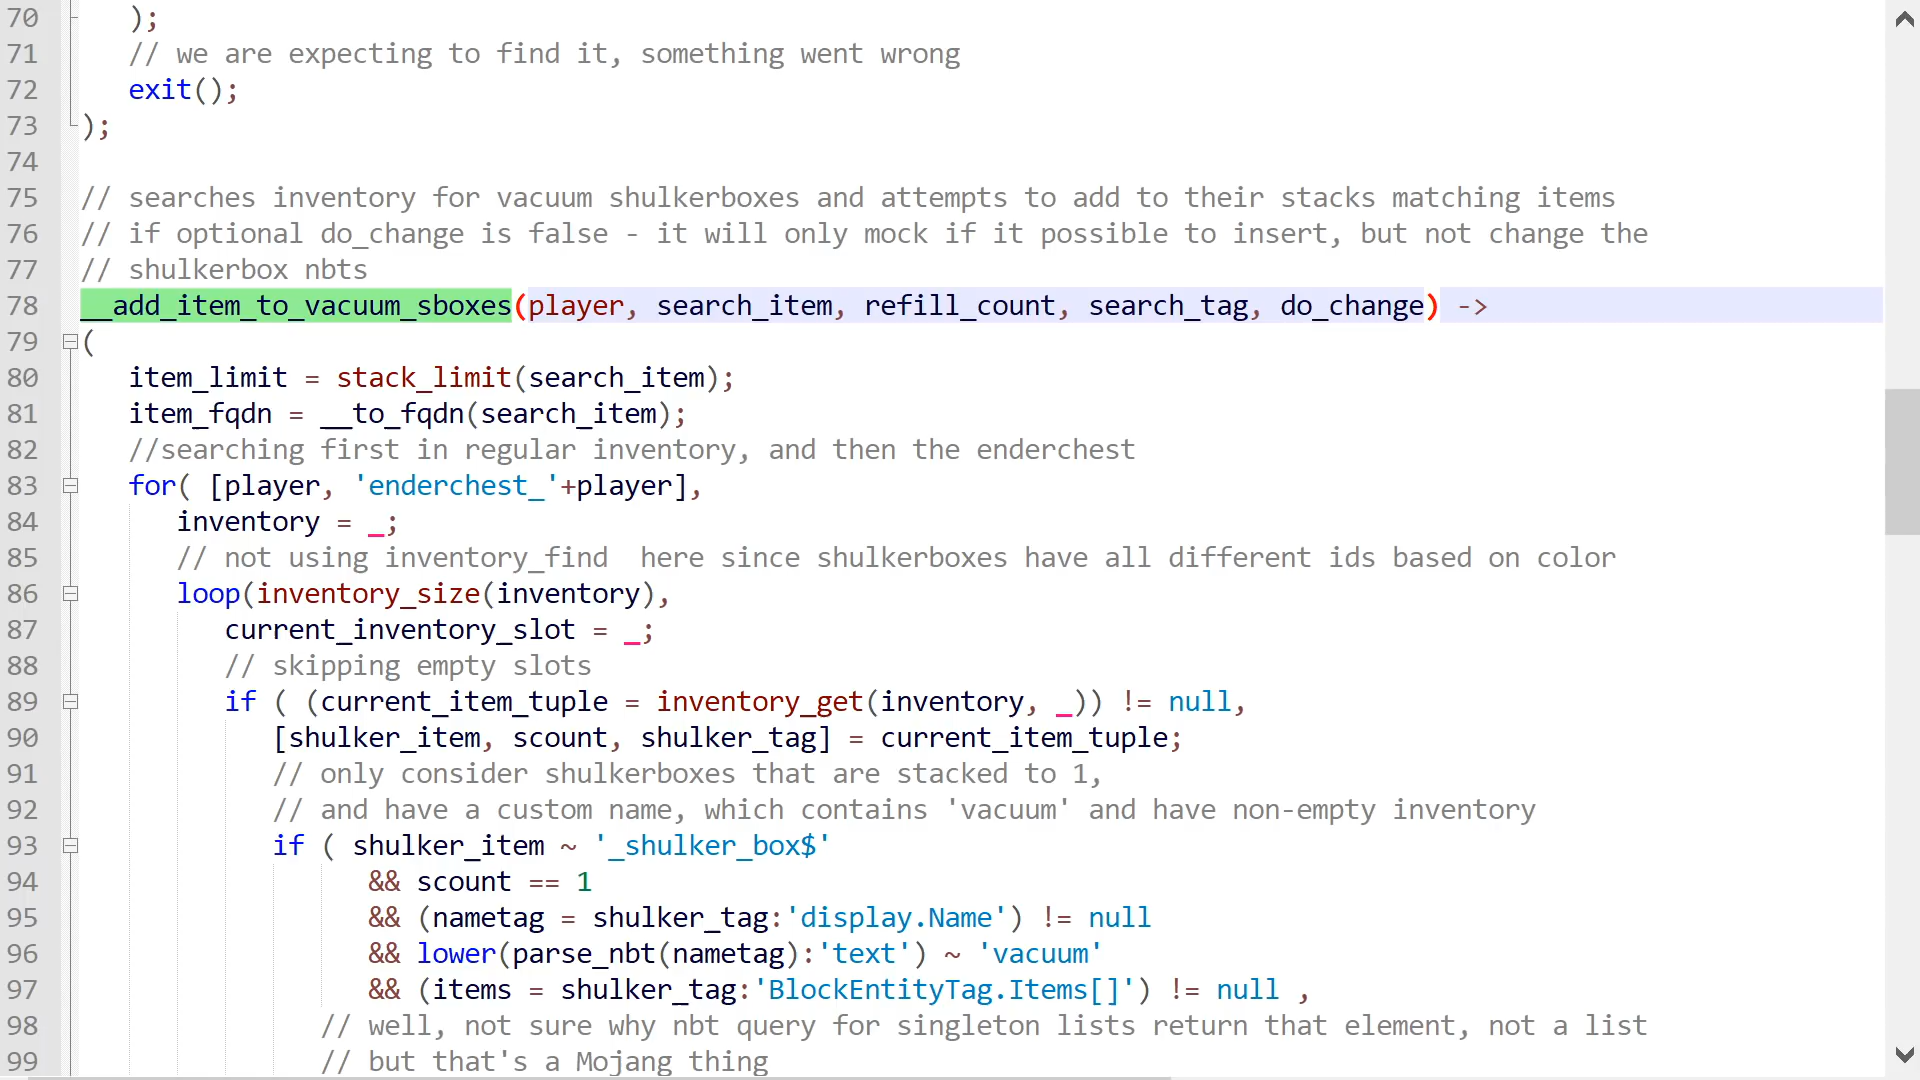 70 );
71 // we are expecting to find it, something went wrong
72 exit();
73 );
74
75 // searches inventory for vacuum shulkerboxes and attempts to add to their stacks matching items
76 // if optional do_change is false - it will only mock if it possible to insert, but not change the
77 // shulkerbox nbts
78 __add_item_to_vacuum_sboxes(player, search_item, refill_count, search_tag, do_change) ->
79 (
80 item_limit = stack_limit(search_item);
81 item_fqdn = __to_fqdn(search_item);
82 //searching first in regular inventory, and then the enderchest
83 for( [player, 'enderchest_'+player],
84 inventory = _;
85 // not using inventory_find  here since shulkerboxes have all different ids based on color
86 loop(inventory_size(inventory),
87 current_inventory_slot = _;
88 // skipping empty slots
89 if ( (current_item_tuple = inventory_get(inventory, _)) != null,
90 [shulker_item, scount, shulker_tag] = current_item_tuple;
91 // only consider shulkerboxes that are stacked to 1,
92 // and have a custom name, which contains 'vacuum' and have non-empty inventory
93 if ( shulker_item ~ '_shulker_box$'
94 && scount == 1
95 && (nametag = shulker_tag:'display.Name') != null
96 && lower(parse_nbt(nametag):'text') ~ 'vacuum'
97 && (items = shulker_tag:'BlockEntityTag.Items[]') != null ,
98 // well, not sure why nbt query for singleton lists return that element, not a list
99 // but that's a Mojang thing